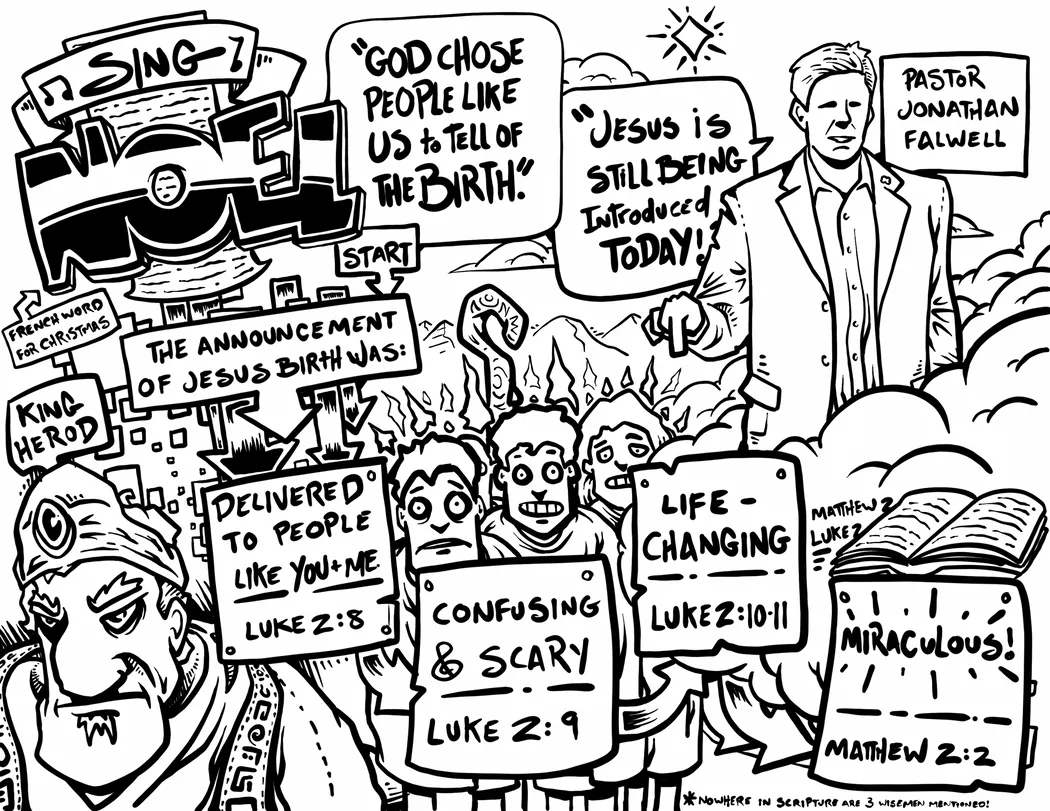 SING
NOEL
"GOD CHOSE
PEOPLE LIKE
US to TELL OF
THE BIRTH."
"JESUS is
STILL BEING
Introduced
TODAY!"
PASTOR
JONATHAN
FALWELL
START
FRENCH WORD
FOR CHRISTMAS
THE ANNOUNCEMENT
OF JESUS BIRTH WAS:
KING
HEROD
DELIVERED
TO PEOPLE
LIKE YOU + ME
LUKE 2:8
CONFUSING
& SCARY
LUKE 2:9
LIFE-
CHANGING
LUKE 2:10-11
MATTHEW 2
LUKE 2
MIRACULOUS!
MATTHEW 2:2
*NOWHERE IN SCRIPTURE ARE 3 WISEMEN MENTIONED!